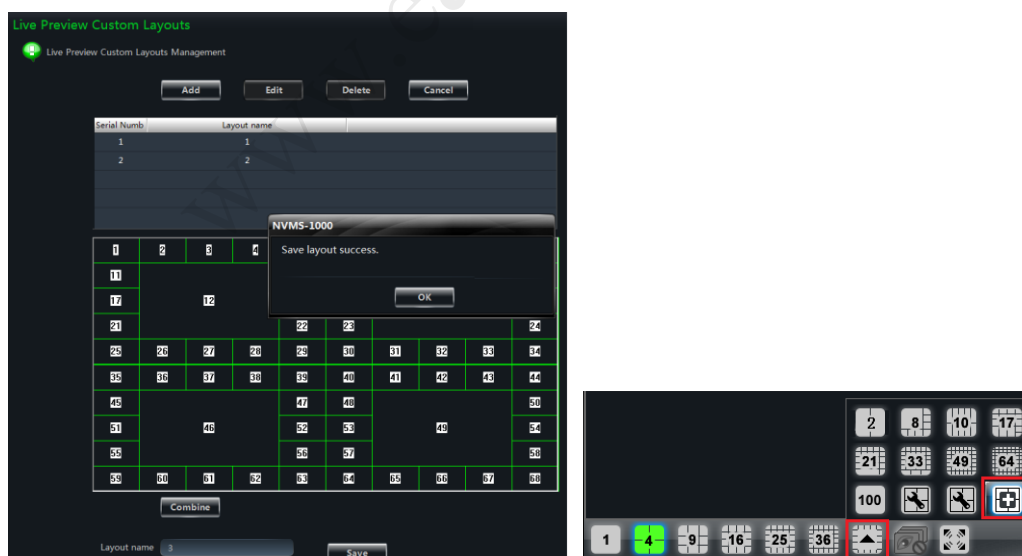 www.e
Live Preview Custom Layouts
Live Preview Custom Layouts Management
Add Edit Delete Cancel
Serial Numb Layout name
1 1
2 2
NVMS-1000
Save layout success.
OK
1 2 3 4
11
17 12
21 22 23 24
25 26 27 28 29 30 31 32 33 34
35 36 37 38 39 40 41 42 43 44
45 47 48 50
51 46 52 53 49 54
55 56 57 58
59 60 61 62 63 64 65 66 67 68
Combine
Layout name 3 Save
2 8 10 17
21 33 49 64
100
1 4 9 16 25 36